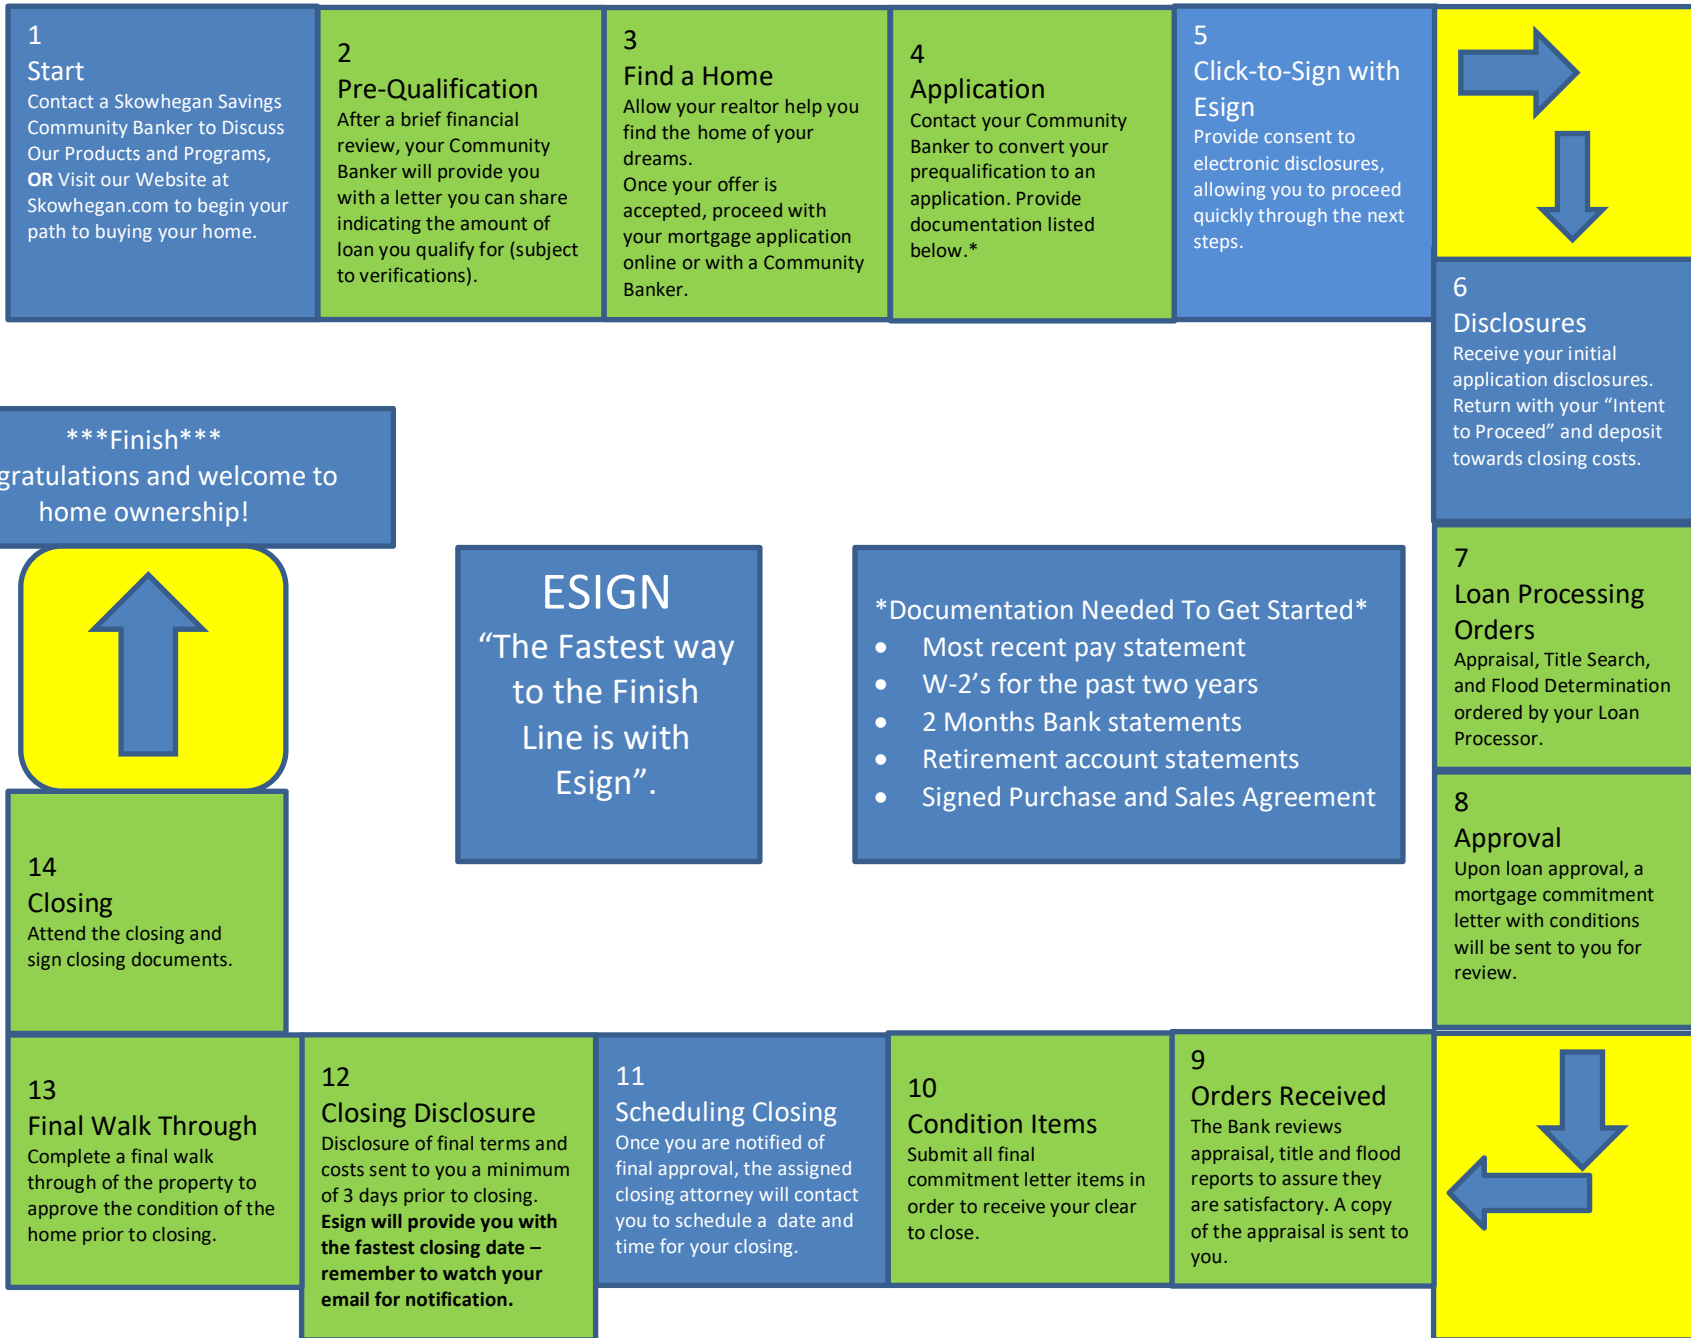 1
Start
Contact a Skowhegan Savings
Community Banker to Discuss
Our Products and Programs,
OR Visit our Website at
Skowhegan.com to begin your
path to buying your home.
2
Pre-Qualification
After a brief financial
review, your Community
Banker will provide you
with a letter you can share
indicating the amount of
loan you qualify for (subject
to verifications).
3
Find a Home
Allow your realtor help you
find the home of your
dreams.
Once your offer is
accepted, proceed with
your mortgage application
online or with a Community
Banker.
4
Application
Contact your Community
Banker to convert your
prequalification to an
application. Provide
documentation listed
below.*
5
Click-to-Sign with
Esign
Provide consent to
electronic disclosures,
allowing you to proceed
quickly through the next
steps.
6
Disclosures
Receive your initial
application disclosures.
Return with your “Intent
to Proceed” and deposit
towards closing costs.
7
Loan Processing
Orders
Appraisal, Title Search,
and Flood Determination
ordered by your Loan
Processor.
8
Approval
Upon loan approval, a
mortgage commitment
letter with conditions
will be sent to you for
review.
9
Orders Received
The Bank reviews
appraisal, title and flood
reports to assure they
are satisfactory. A copy
of the appraisal is sent to
you.
10
Condition Items
Submit all final
commitment letter items in
order to receive your clear
to close.
11
Scheduling Closing
Once you are notified of
final approval, the assigned
closing attorney will contact
you to schedule a date and
time for your closing.
12
Closing Disclosure
Disclosure of final terms and
costs sent to you a minimum
of 3 days prior to closing.
Esign will provide you with
the fastest closing date –
remember to watch your
email for notification.
13
Final Walk Through
Complete a final walk
through of the property to
approve the condition of the
home prior to closing.
14
Closing
Attend the closing and
sign closing documents.
***Finish***
gratulations and welcome to
home ownership!
ESIGN
“The Fastest way
to the Finish
Line is with
Esign”.
*Documentation Needed To Get Started*
• Most recent pay statement
• W-2’s for the past two years
• 2 Months Bank statements
• Retirement account statements
• Signed Purchase and Sales Agreement